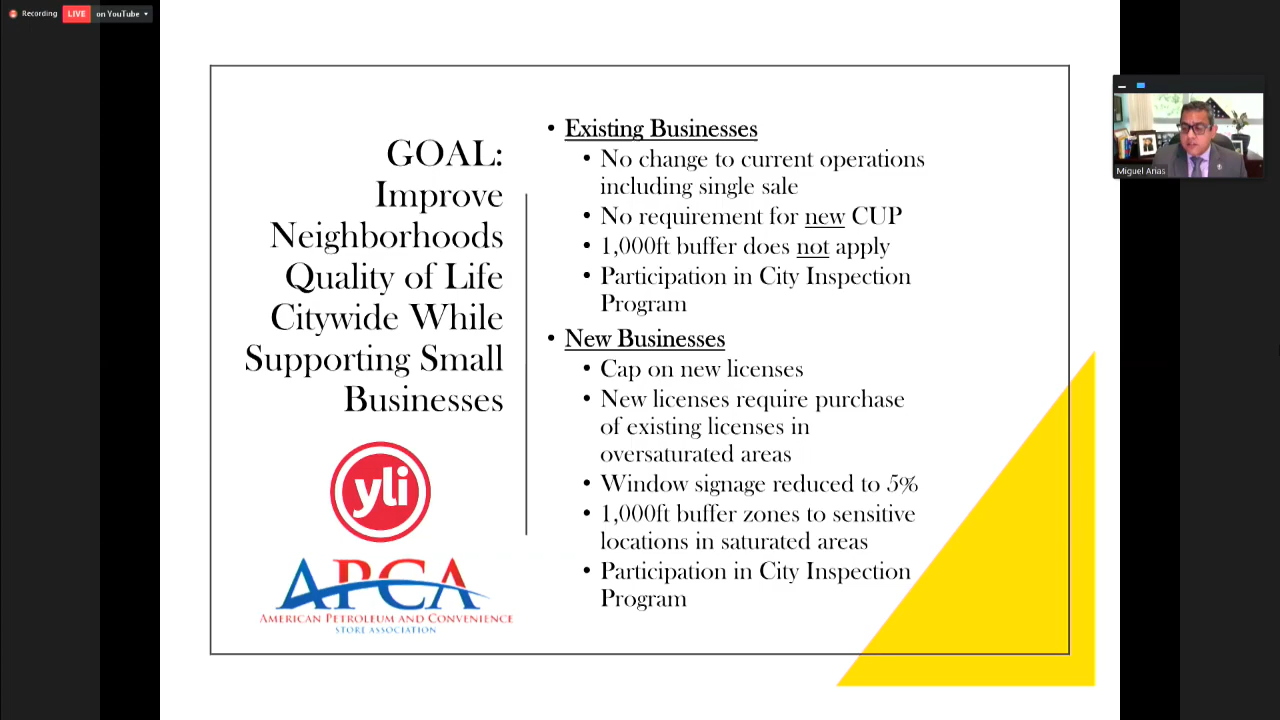 Recording LIVE on YouTube
GOAL:
Improve
Neighborhoods
Quality of Life
Citywide While
Supporting Small
Businesses
yli
APCA
AMERICAN PETROLEUM AND CONVENIENCE
STORE ASSOCIATION
• Existing Businesses
• No change to current operations
including single sale
• No requirement for new CUP
• 1,000ft buffer does not apply
• Participation in City Inspection
Program
• New Businesses
• Cap on new licenses
• New licenses require purchase
of existing licenses in
oversaturated areas
• Window signage reduced to 5%
• 1,000ft buffer zones to sensitive
locations in saturated areas
• Participation in City Inspection
Program
Miguel Arias